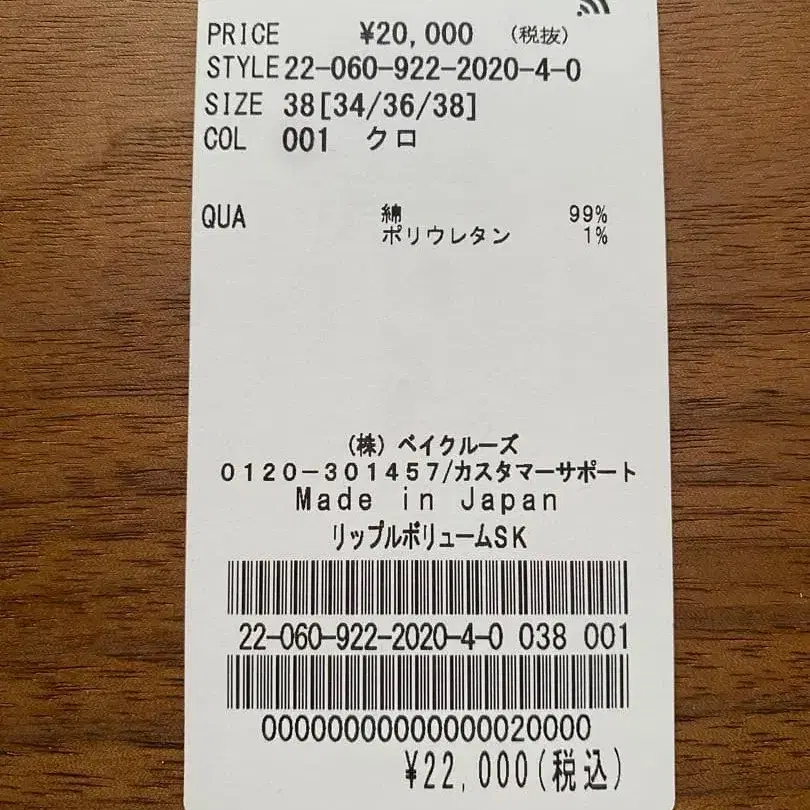 PRICE ¥20,000 (税抜)
STYLE 22-060-922-2020-4-0
SIZE 38[34/36/38]
COL 001 クロ
QUA 綿 99%
ポリウレタン 1%
(株) ベイクルーズ
0120-301457/カスタマーサポート
Made in Japan
リップルボリュームSK
22-060-922-2020-4-0 038 001
00000000000000020000
¥22,000(税込)